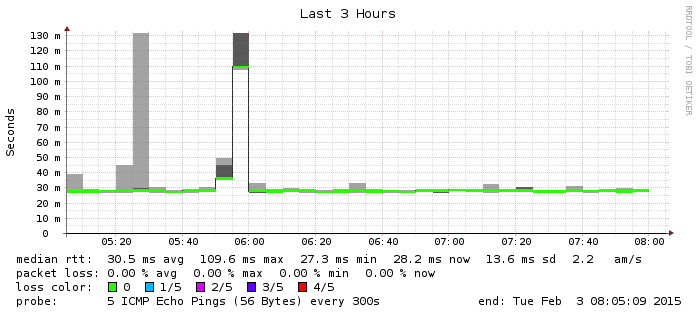 Last 3 Hours
RRDTOOL / TOBI OETIKER
Seconds
130 m
120 m
110 m
100 m
90 m
80 m
70 m
60 m
50 m
40 m
30 m
20 m
10 m
0
05:20 05:40 06:00 06:20 06:40 07:00 07:20 07:40 08:00
median rtt: 30.5 ms avg 109.6 ms max 27.3 ms min 28.2 ms now 13.6 ms sd 2.2 am/s
packet loss: 0.00 % avg 0.00 % max 0.00 % min 0.00 % now
loss color: 0 1/5 2/5 3/5 4/5
probe: 5 ICMP Echo Pings (56 Bytes) every 300s end: Tue Feb 3 08:05:09 2015